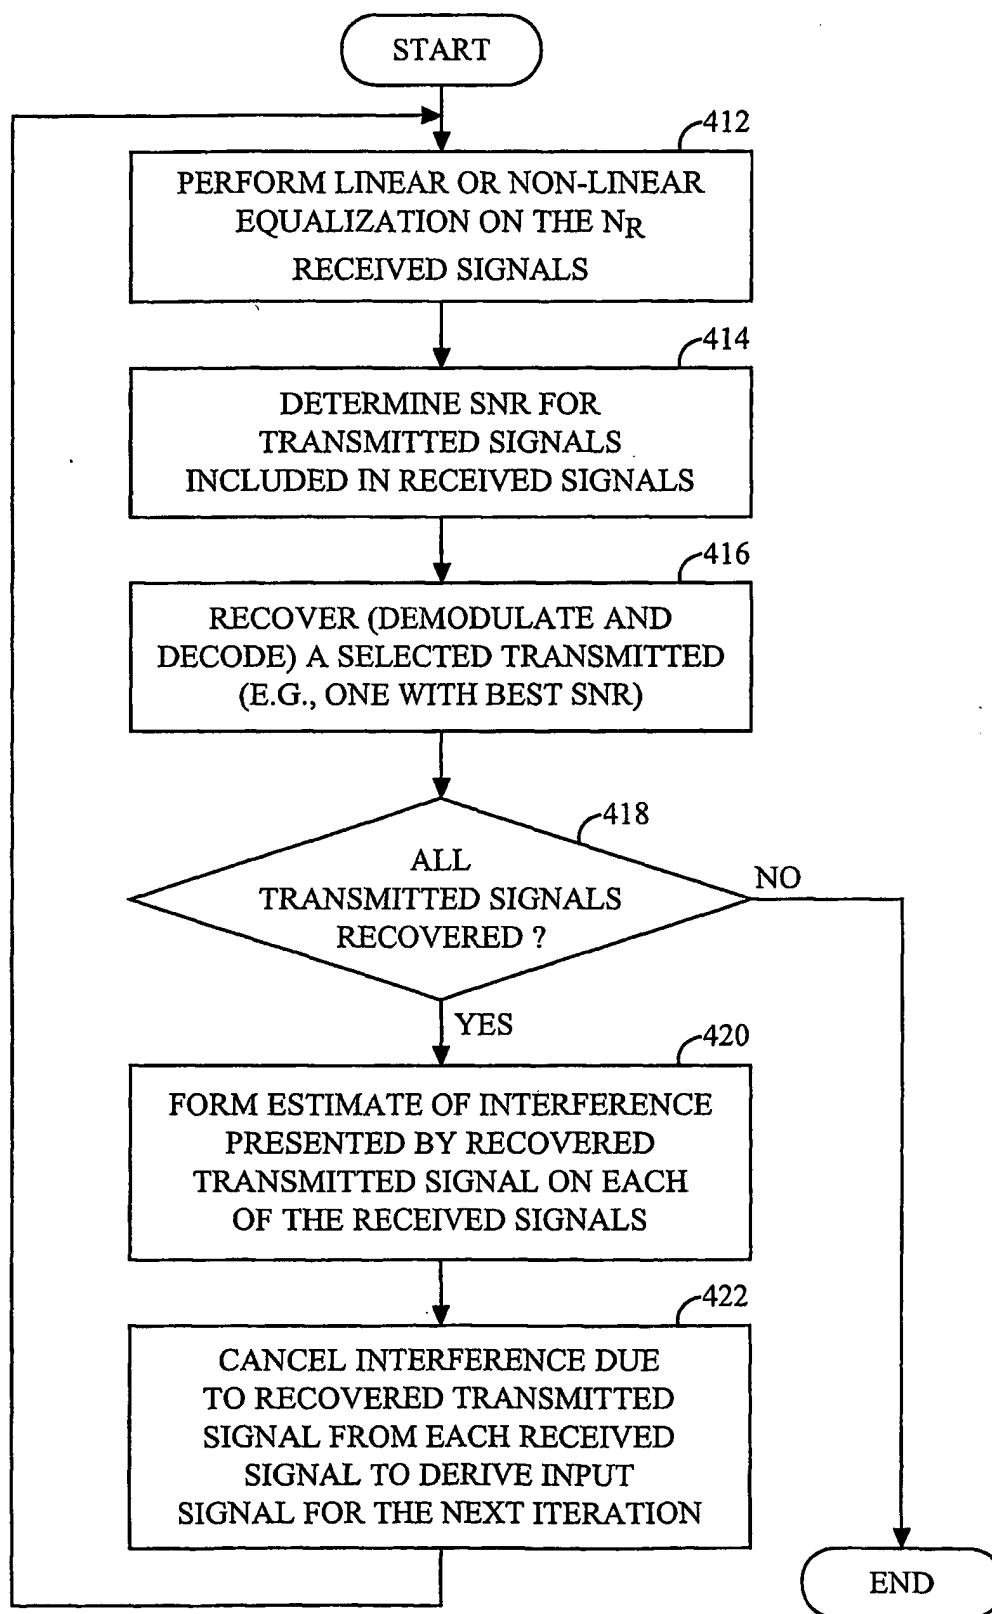 START
412
PERFORM LINEAR OR NON-LINEAR
EQUALIZATION ON THE NR
RECEIVED SIGNALS
414
DETERMINE SNR FOR
TRANSMITTED SIGNALS
INCLUDED IN RECEIVED SIGNALS
416
RECOVER (DEMODULATE AND
DECODE) A SELECTED TRANSMITTED
(E.G., ONE WITH BEST SNR)
418
ALL
TRANSMITTED SIGNALS
RECOVERED ?
NO
YES
420
FORM ESTIMATE OF INTERFERENCE
PRESENTED BY RECOVERED
TRANSMITTED SIGNAL ON EACH
OF THE RECEIVED SIGNALS
422
CANCEL INTERFERENCE DUE
TO RECOVERED TRANSMITTED
SIGNAL FROM EACH RECEIVED
SIGNAL TO DERIVE INPUT
SIGNAL FOR THE NEXT ITERATION
END